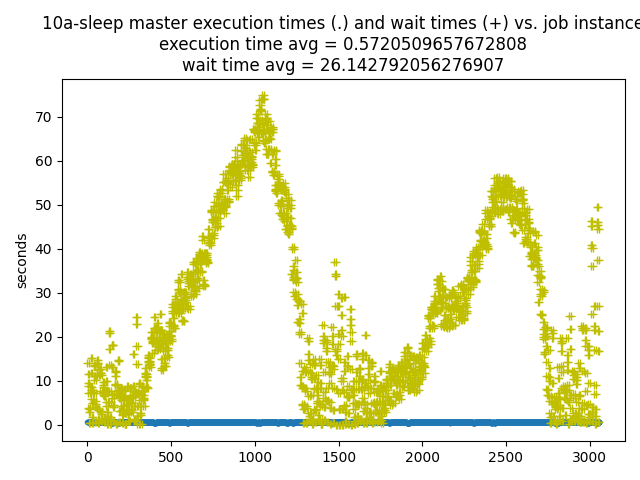 10a-sleep master execution times (.) and wait times (+) vs. job instance
execution time avg = 0.5720509657672808
wait time avg = 26.142792056276907
seconds
70
60
50
40
30
20
10
0
0 500 1000 1500 2000 2500 3000